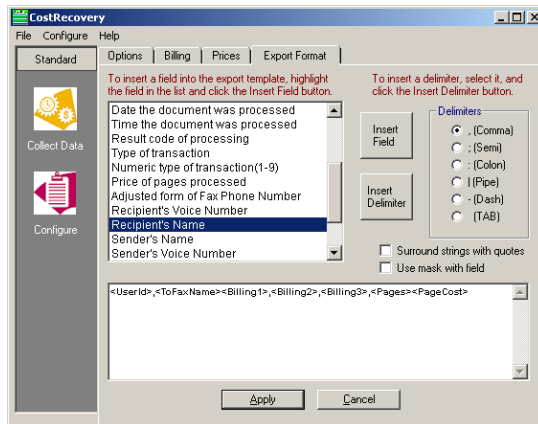 CostRecovery
File Configure Help
Standard
Options Billing Prices Export Format
To insert a field into the export template, highlight
the field in the list and click the Insert Field button.
To insert a delimiter, select it, and
click the Insert Delimiter button.
Date the document was processed
Time the document was processed
Result code of processing
Type of transaction
Numeric type of transaction(1-9)
Price of pages processed
Adjusted form of Fax Phone Number
Recipient's Voice Number
Recipient's Name
Sender's Name
Sender's Voice Number
Insert
Field
Insert
Delimiter
Delimiters
, (Comma)
; (Semi)
: (Colon)
| (Pipe)
- (Dash)
(TAB)
Surround strings with quotes
Use mask with field
Collect Data
Configure
<UserId>,<ToFaxName><Billing1>,<Billing2>,<Billing3>,<Pages><PageCost>
Apply
Cancel